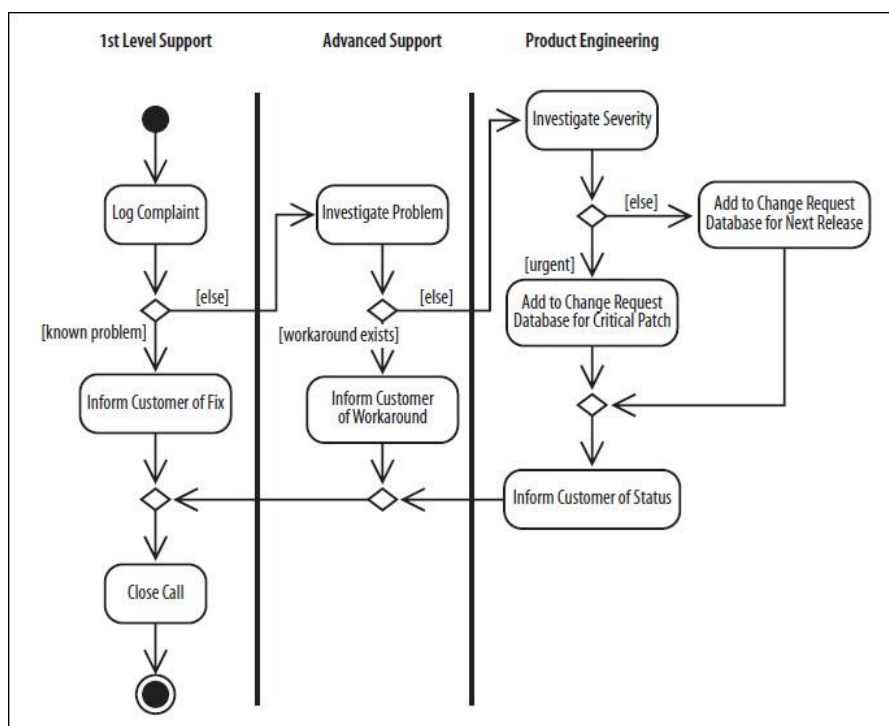 1st Level Support
Advanced Support
Product Engineering
Investigate Severity
Log Complaint
Investigate Problem
[else]
Add to Change Request
Database for Next Release
[else]
[else]
[urgent]
[known problem]
[workaround exists]
Add to Change Request
Database for Critical Patch
Inform Customer of Fix
Inform Customer
of Workaround
Inform Customer of Status
Close Call